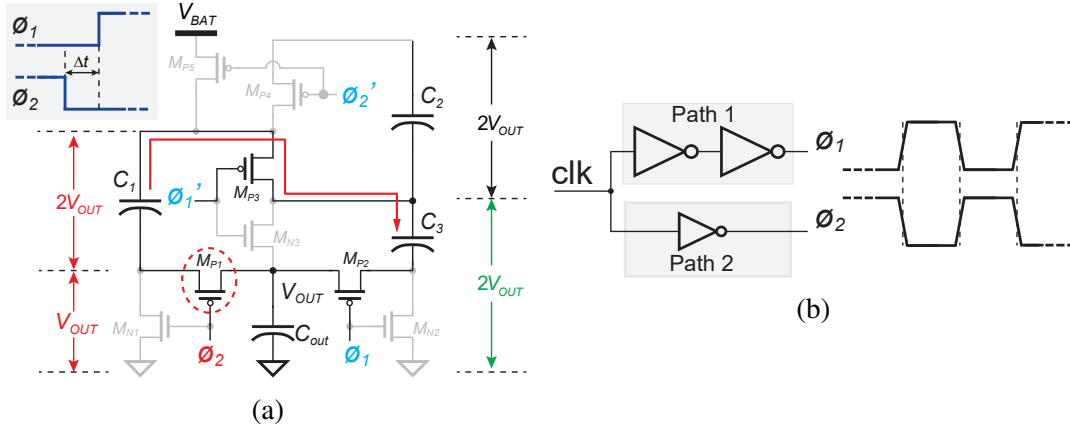 Ø1
Δt
Ø2
VBAT
MP5
MP4
Ø2'
C2
2VOUT
C1
Ø1'
MP3
2VOUT
C3
MN3
MP1
MP2
VOUT
2VOUT
VOUT
MN1
Cout
MN2
Ø2
Ø1
(a)
Path 1
Ø1
clk
Ø2
Path 2
(b)